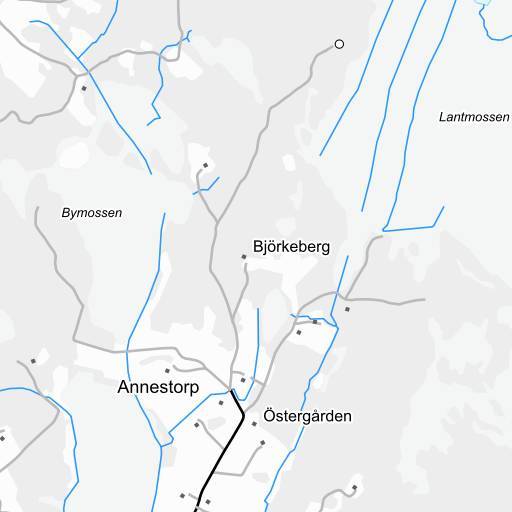 Lantmossen
Bymossen
Björkeberg
Annestorp
Östergården